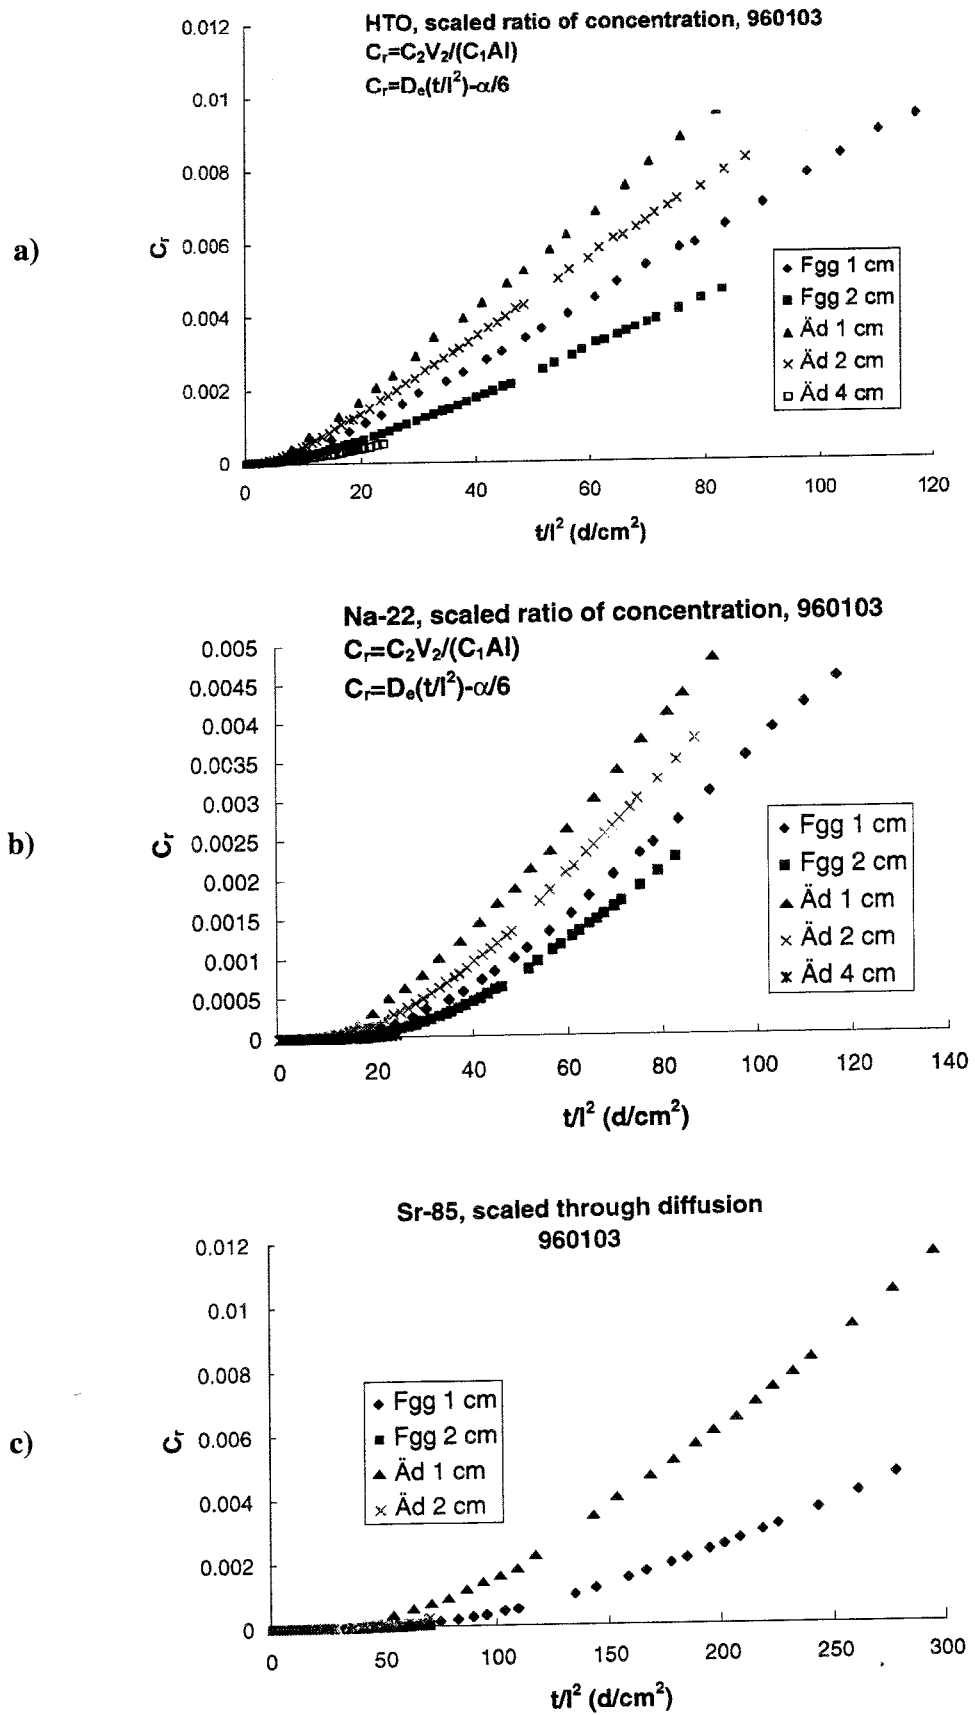 HTO, scaled ratio of concentration, 960103
Cᵣ=C₂V₂/(C₁Al)
Cᵣ=Dₑ(t/l²)-α/6
0.012
0.01
0.008
0.006
0.004
0.002
0
a)
Cᵣ
Fgg 1 cm
Fgg 2 cm
Äd 1 cm
Äd 2 cm
Äd 4 cm
0 20 40 60 80 100 120
t/l² (d/cm²)
Na-22, scaled ratio of concentration, 960103
Cᵣ=C₂V₂/(C₁Al)
Cᵣ=Dₑ(t/l²)-α/6
0.005
0.0045
0.004
0.0035
0.003
0.0025
0.002
0.0015
0.001
0.0005
0
b)
Cᵣ
Fgg 1 cm
Fgg 2 cm
Äd 1 cm
Äd 2 cm
Äd 4 cm
0 20 40 60 80 100 120 140
t/l² (d/cm²)
Sr-85, scaled through diffusion
960103
0.012
0.01
0.008
0.006
0.004
0.002
0
c)
Cᵣ
Fgg 1 cm
Fgg 2 cm
Äd 1 cm
Äd 2 cm
0 50 100 150 200 250 300
t/l² (d/cm²)